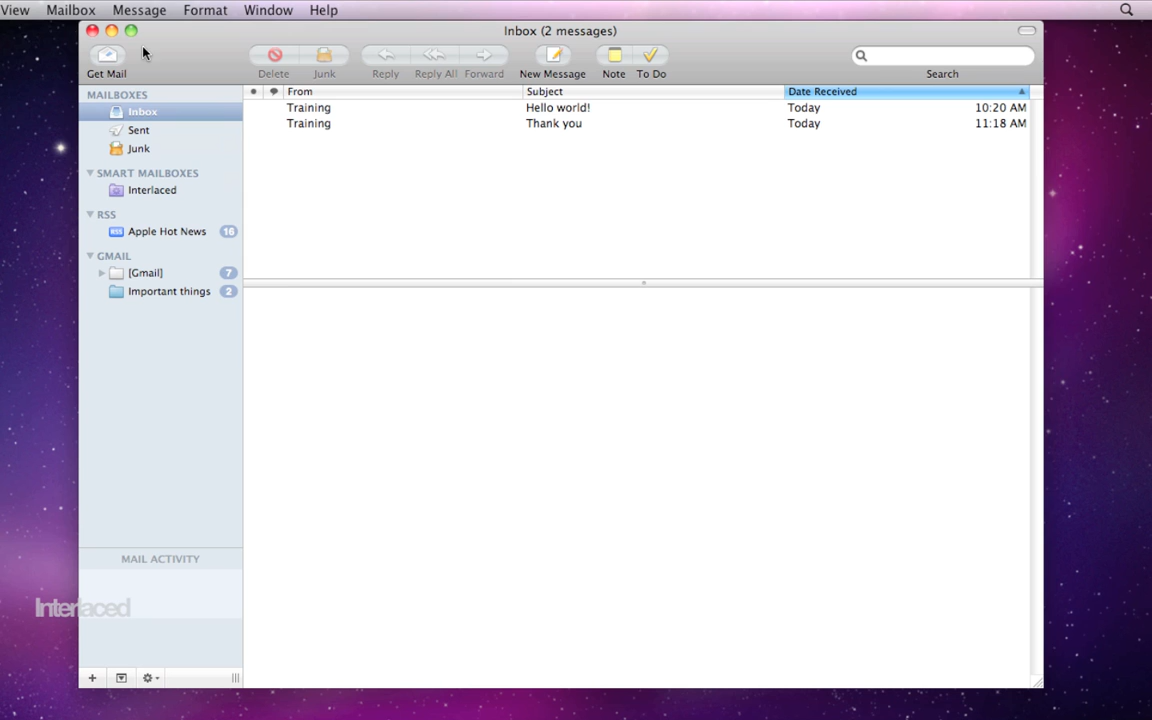 View Mailbox Message Format Window Help
Inbox (2 messages)
Get Mail Delete Junk Reply Reply All Forward New Message Note To Do Search
MAILBOXES
Inbox
Sent
Junk
SMART MAILBOXES
Interlaced
RSS
RSS Apple Hot News 16
GMAIL
[Gmail] 7
Important things 2
MAIL ACTIVITY
From Subject Date Received
Training Hello world! Today 10:20 AM
Training Thank you Today 11:18 AM
Interlaced